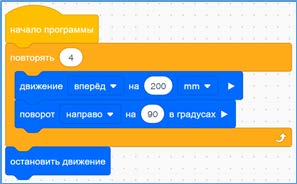 начало программы
повторять 4
движение вперёд на 200 mm
поворот направо на 90 в градусах
остановить движение